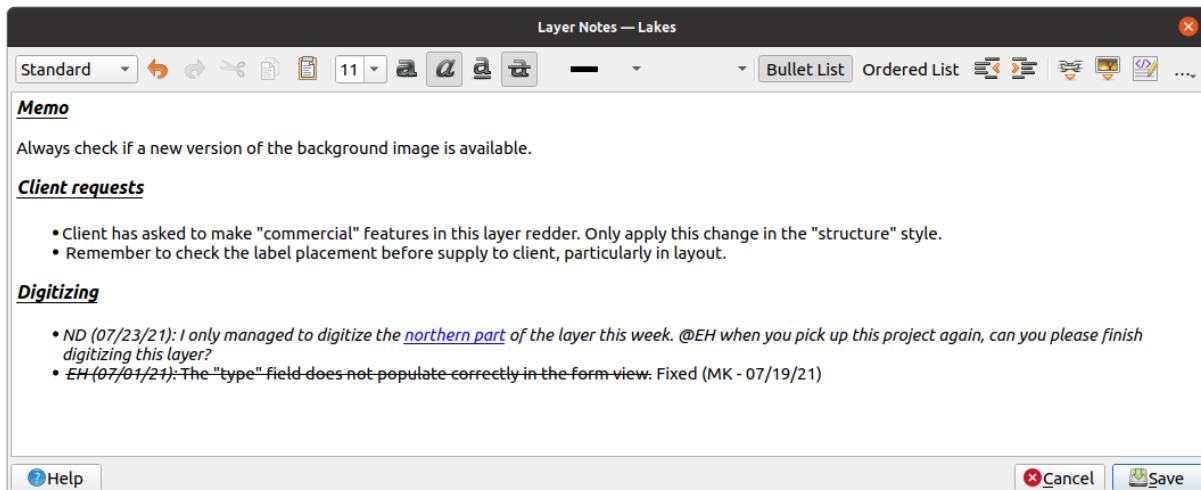 Layer Notes — Lakes
Standard 11 Bullet List Ordered List ...
Memo
Always check if a new version of the background image is available.
Client requests
• Client has asked to make "commercial" features in this layer redder. Only apply this change in the "structure" style.
• Remember to check the label placement before supply to client, particularly in layout.
Digitizing
• ND (07/23/21): I only managed to digitize the northern part of the layer this week. @EH when you pick up this project again, can you please finish
digitizing this layer?
• EH (07/01/21): The "type" field does not populate correctly in the form view. Fixed (MK - 07/19/21)
Help Cancel Save